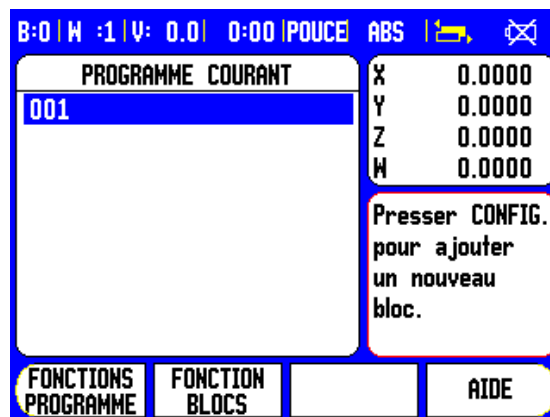 B:0 | W :1 | V: 0.0 | 0:00 | POUCE ABS
PROGRAMME COURANT
001
X 0.0000
Y 0.0000
Z 0.0000
W 0.0000
Presser CONFIG.
pour ajouter
un nouveau
bloc.
FONCTIONS
PROGRAMME
FONCTION
BLOCS
AIDE